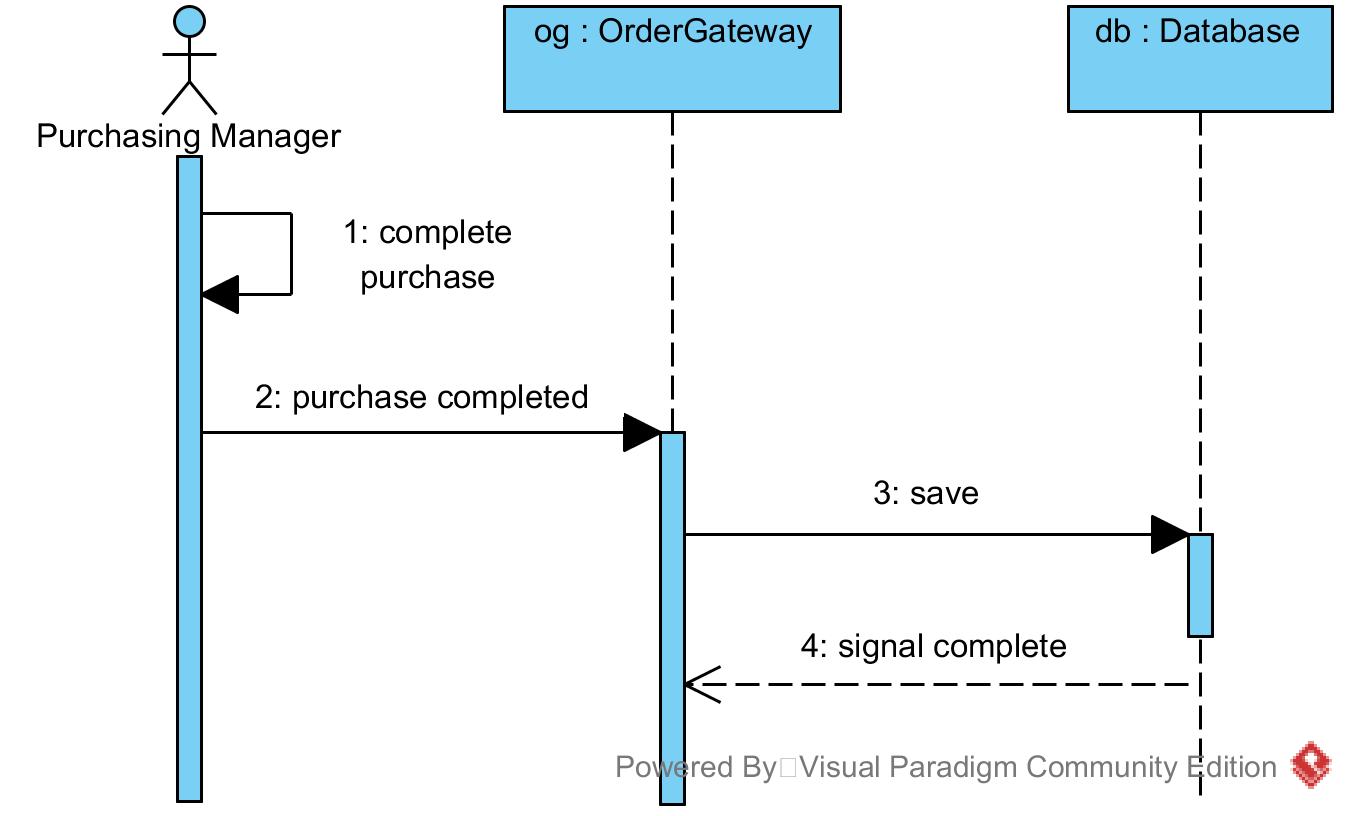 og : OrderGateway
db : Database
Purchasing Manager
1: complete
purchase
2: purchase completed
3: save
4: signal complete
Powered By Visual Paradigm Community Edition